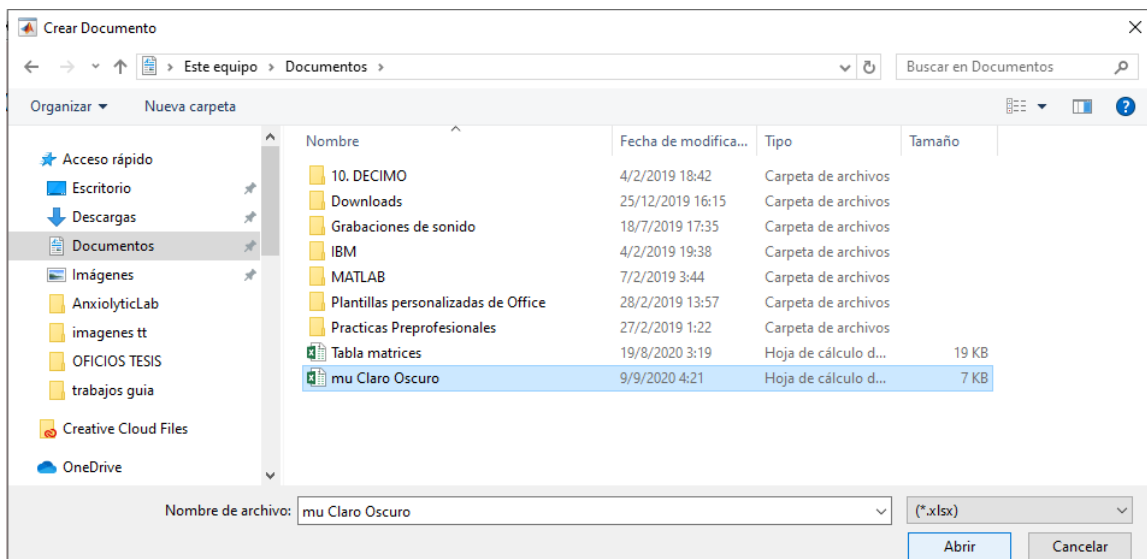 Crear Documento
Este equipo > Documentos >
Buscar en Documentos
Organizar
Nueva carpeta
Acceso rápido
Escritorio
Descargas
Documentos
Imágenes
AnxiolyticLab
imagenes tt
OFICIOS TESIS
trabajos guia
Creative Cloud Files
OneDrive
Nombre Fecha de modifica... Tipo Tamaño
10. DECIMO 4/2/2019 18:42 Carpeta de archivos
Downloads 25/12/2019 16:15 Carpeta de archivos
Grabaciones de sonido 18/7/2019 17:35 Carpeta de archivos
IBM 4/2/2019 19:38 Carpeta de archivos
MATLAB 7/2/2019 3:44 Carpeta de archivos
Plantillas personalizadas de Office 28/2/2019 13:57 Carpeta de archivos
Practicas Preprofesionales 27/2/2019 1:22 Carpeta de archivos
Tabla matrices 19/8/2020 3:19 Hoja de cálculo d... 19 KB
mu Claro Oscuro 9/9/2020 4:21 Hoja de cálculo d... 7 KB
Nombre de archivo: mu Claro Oscuro (*.xlsx)
Abrir Cancelar